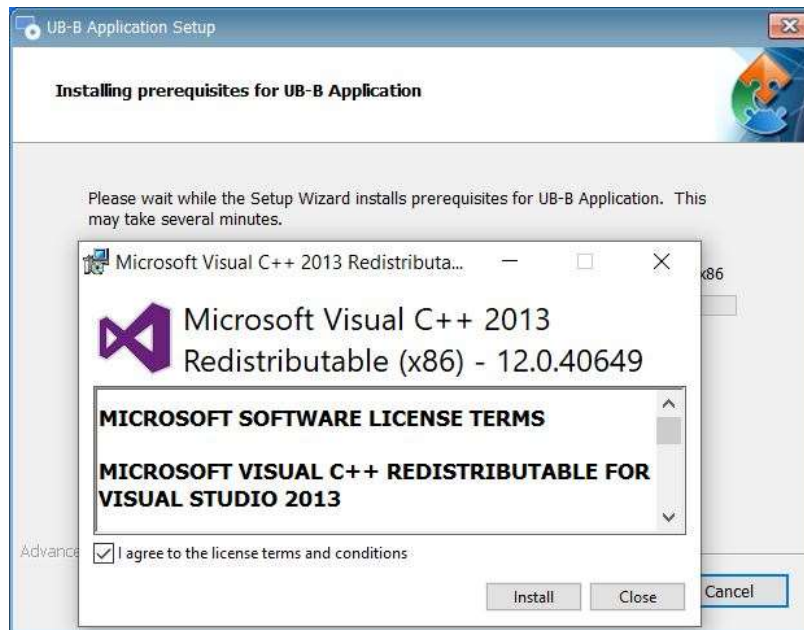 UB-B Application Setup
Installing prerequisites for UB-B Application
Please wait while the Setup Wizard installs prerequisites for UB-B Application. This
may take several minutes.
x86
Microsoft Visual C++ 2013 Redistributa...
Microsoft Visual C++ 2013
Redistributable (x86) - 12.0.40649
MICROSOFT SOFTWARE LICENSE TERMS
MICROSOFT VISUAL C++ REDISTRIBUTABLE FOR
VISUAL STUDIO 2013
Advance
I agree to the license terms and conditions
Install Close Cancel